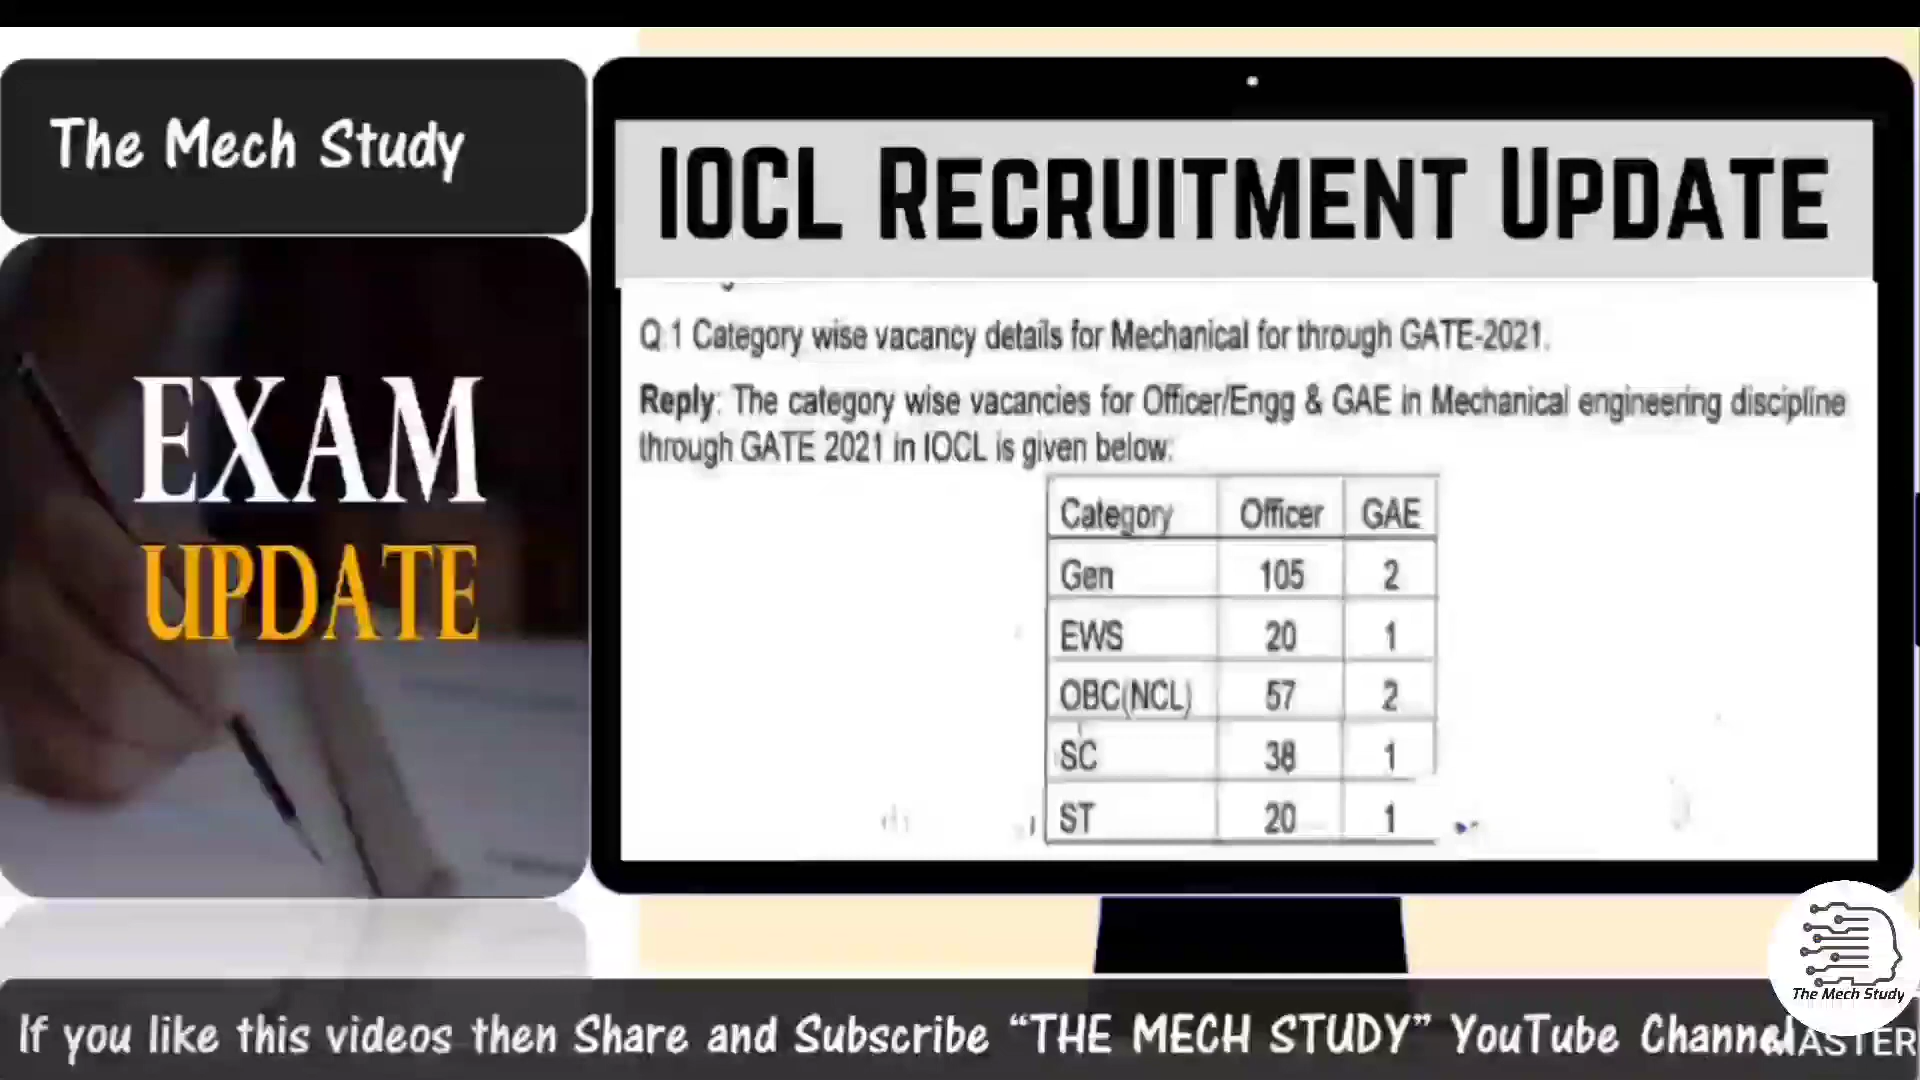 The Mech Study
EXAM
UPDATE
IOCL RECRUITMENT UPDATE
Q.1 Category wise vacancy details for Mechanical for through GATE-2021.
Reply: The category wise vacancies for Officer/Engg & GAE in Mechanical engineering discipline
through GATE 2021 in IOCL is given below:
Category Officer GAE
Gen 105 2
EWS 20 1
OBC(NCL) 57 2
SC 38 1
ST 20 1
The Mech Study
If you like this videos then Share and Subscribe “THE MECH STUDY” YouTube Channel